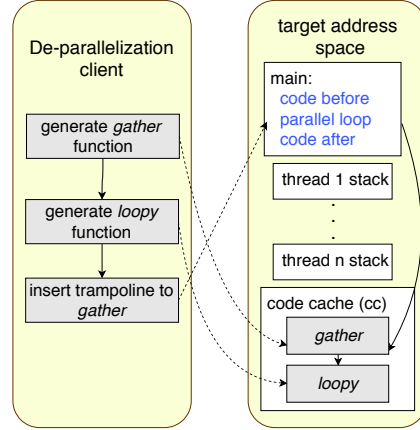 De-parallelization
client
generate gather
function
generate loopy
function
insert trampoline to
gather
target address
space
main:
code before
parallel loop
code after
thread 1 stack
thread n stack
code cache (cc)
gather
loopy